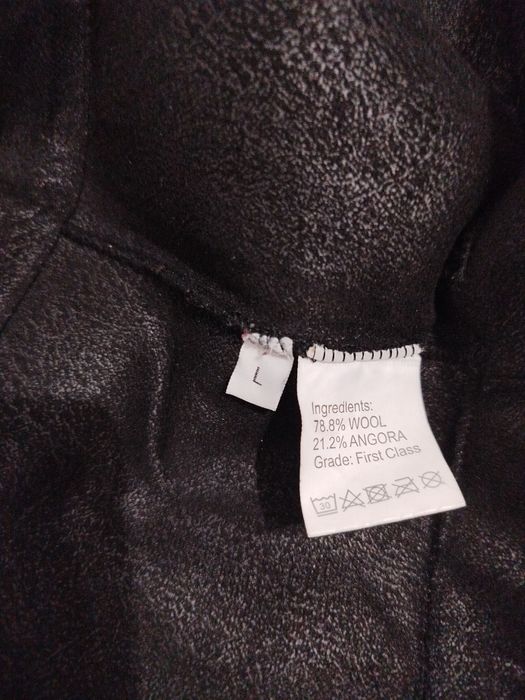 L
Ingredients:
78.8% WOOL
21.2% ANGORA
Grade: First Class
30